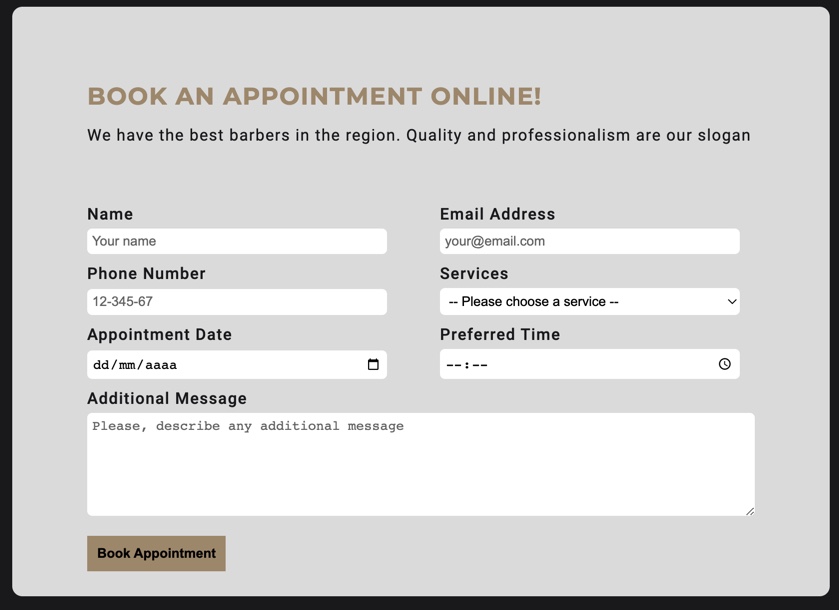 BOOK AN APPOINTMENT ONLINE!
We have the best barbers in the region. Quality and professionalism are our slogan
Name
Email Address
Your name
your@email.com
Phone Number
Services
12-345-67
-- Please choose a service --
Appointment Date
Preferred Time
dd/mm/aaaa
--:--
Additional Message
Please, describe any additional message
Book Appointment